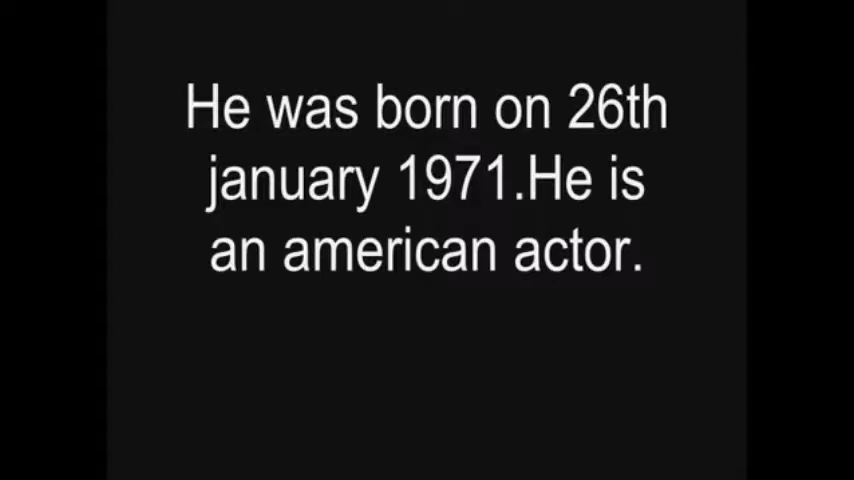 He was born on 26th
january 1971.He is
an american actor.